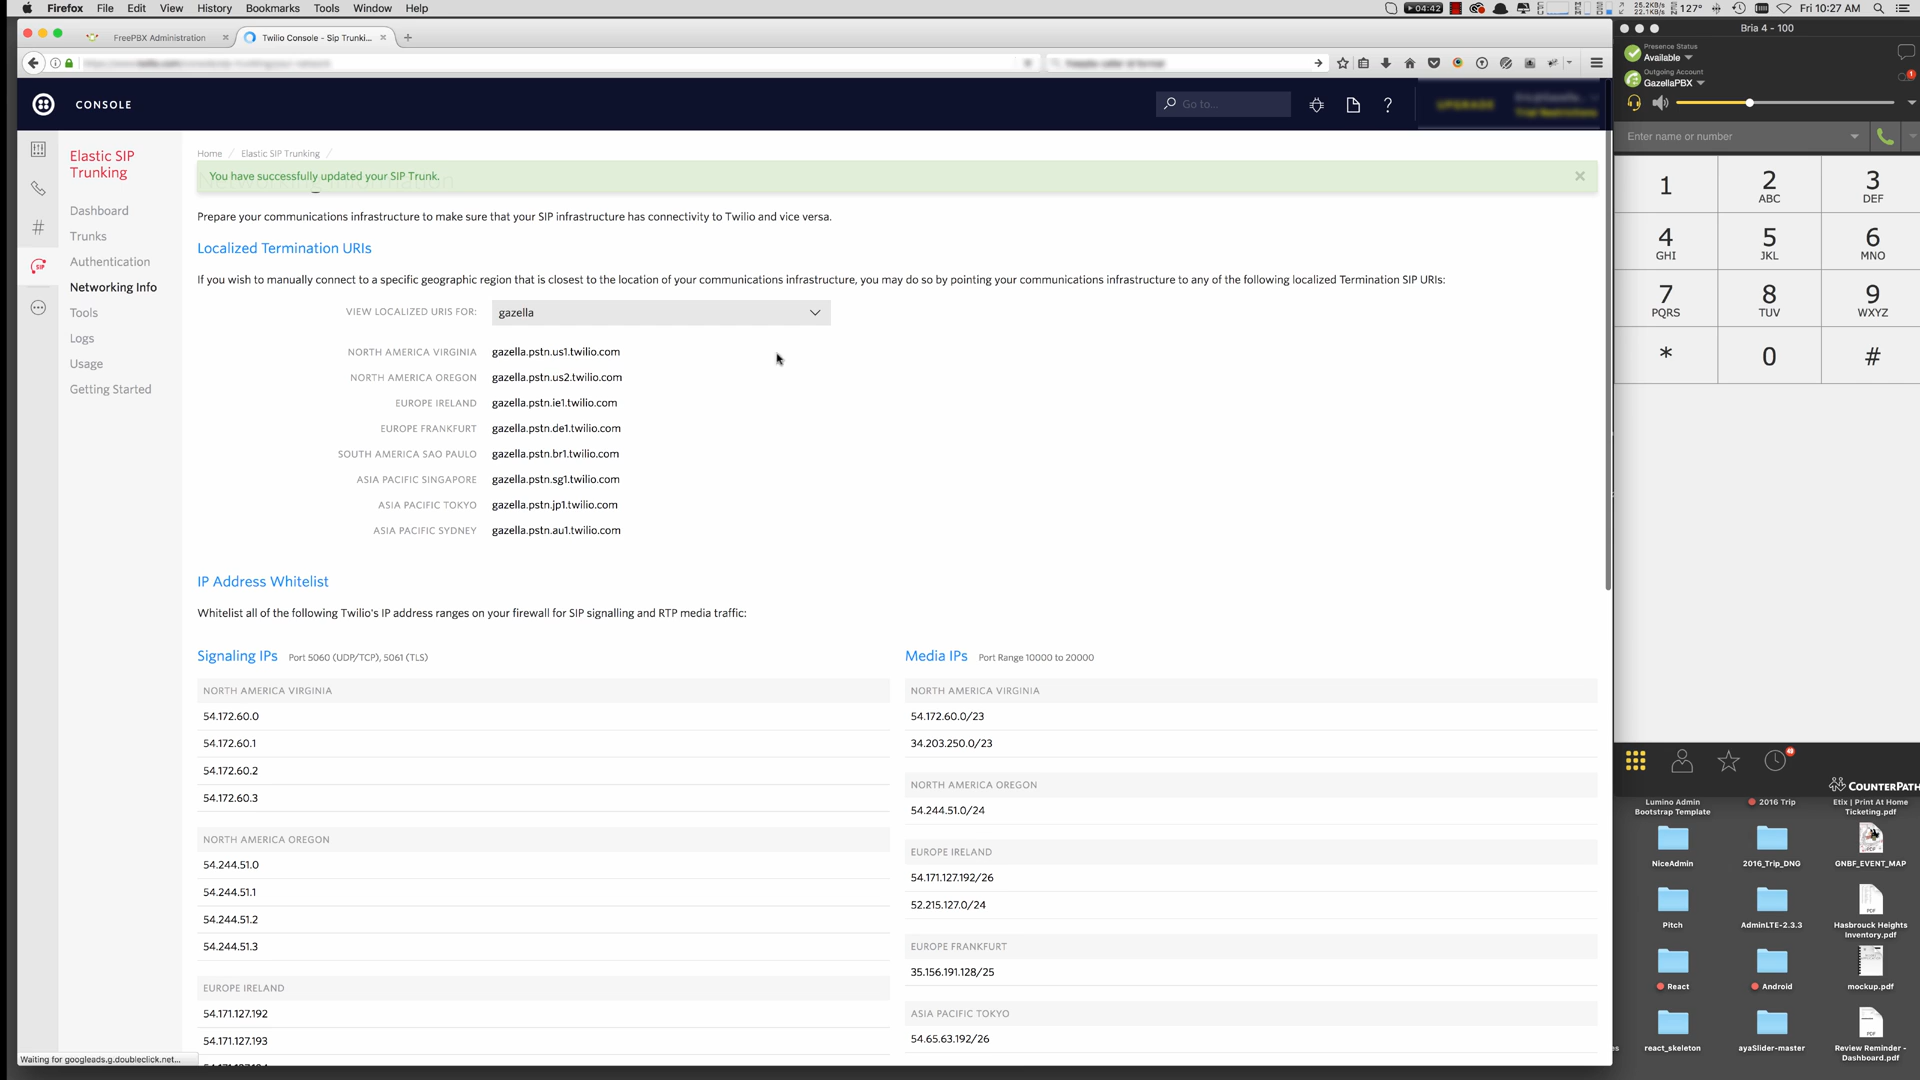 Firefox File Edit View History Bookmarks Tools Window Help
04:42
25.2KB/s
22.1KB/s
127°
Fri 10:27 AM
FreePBX Administration
Twilio Console - Sip Trunki...
CONSOLE
Go to...
UPGRADE
Trial Restrictions
Elastic SIP
Trunking
Dashboard
Trunks
Authentication
Networking Info
Tools
Logs
Usage
Getting Started
Home / Elastic SIP Trunking /
You have successfully updated your SIP Trunk.
Prepare your communications infrastructure to make sure that your SIP infrastructure has connectivity to Twilio and vice versa.
Localized Termination URIs
If you wish to manually connect to a specific geographic region that is closest to the location of your communications infrastructure, you may do so by pointing your communications infrastructure to any of the following localized Termination SIP URIs:
VIEW LOCALIZED URIS FOR: gazella
NORTH AMERICA VIRGINIA gazella.pstn.us1.twilio.com
NORTH AMERICA OREGON gazella.pstn.us2.twilio.com
EUROPE IRELAND gazella.pstn.ie1.twilio.com
EUROPE FRANKFURT gazella.pstn.de1.twilio.com
SOUTH AMERICA SAO PAULO gazella.pstn.br1.twilio.com
ASIA PACIFIC SINGAPORE gazella.pstn.sg1.twilio.com
ASIA PACIFIC TOKYO gazella.pstn.jp1.twilio.com
ASIA PACIFIC SYDNEY gazella.pstn.au1.twilio.com
IP Address Whitelist
Whitelist all of the following Twilio's IP address ranges on your firewall for SIP signalling and RTP media traffic:
Signaling IPs Port 5060 (UDP/TCP), 5061 (TLS)
NORTH AMERICA VIRGINIA
54.172.60.0
54.172.60.1
54.172.60.2
54.172.60.3
NORTH AMERICA OREGON
54.244.51.0
54.244.51.1
54.244.51.2
54.244.51.3
EUROPE IRELAND
54.171.127.192
54.171.127.193
Media IPs Port Range 10000 to 20000
NORTH AMERICA VIRGINIA
54.172.60.0/23
34.203.250.0/23
NORTH AMERICA OREGON
54.244.51.0/24
EUROPE IRELAND
54.171.127.192/26
52.215.127.0/24
EUROPE FRANKFURT
35.156.191.128/25
ASIA PACIFIC TOKYO
54.65.63.192/26
Waiting for googleads.g.doubleclick.net...
Bria 4 - 100
Presence Status
Available
Outgoing Account
GazellaPBX
1
Enter name or number
1
2
ABC
3
DEF
4
GHI
5
JKL
6
MNO
7
PQRS
8
TUV
9
WXYZ
*
0
#
COUNTERPATH
Lumino Admin
Bootstrap Template
2016 Trip
Etix | Print At Home
Ticketing.pdf
NiceAdmin
2016_Trip_DNG
GNBF_EVENT_MAP
Pitch
AdminLTE-2.3.3
Hasbrouck Heights
Inventory.pdf
React
Android
mockup.pdf
react_skeleton
ayaSlider-master
Review Reminder -
Dashboard.pdf